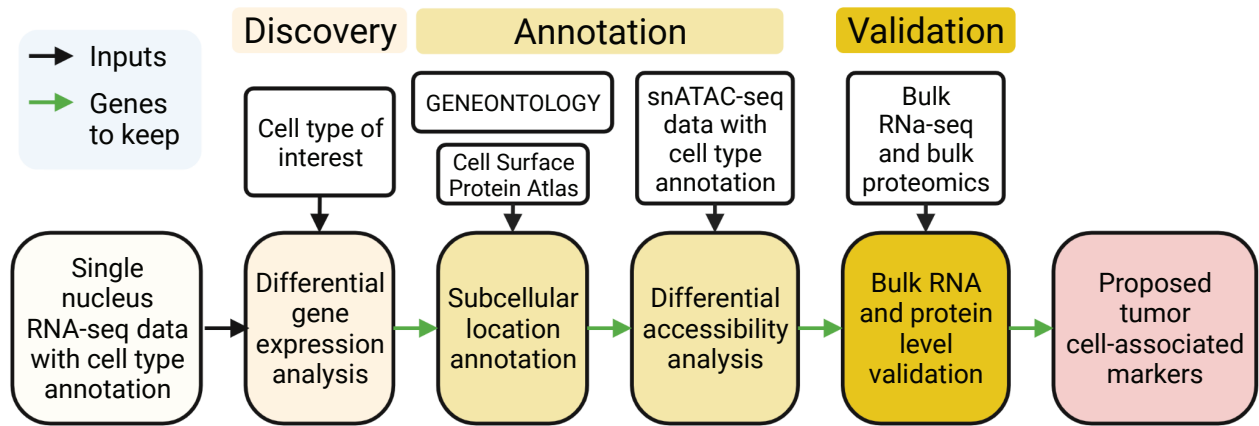 Discovery
Annotation
Validation
Inputs
Genes
to keep
Cell type of
interest
GENEONTOLOGY
Cell Surface
Protein Atlas
snATAC-seq
data with
cell type
annotation
Bulk
RNa-seq
and bulk
proteomics
Single
nucleus
RNA-seq data
with cell type
annotation
Differential
gene
expression
analysis
Subcellular
location
annotation
Differential
accessibility
analysis
Bulk RNA
and protein
level
validation
Proposed
tumor
cell-associated
markers